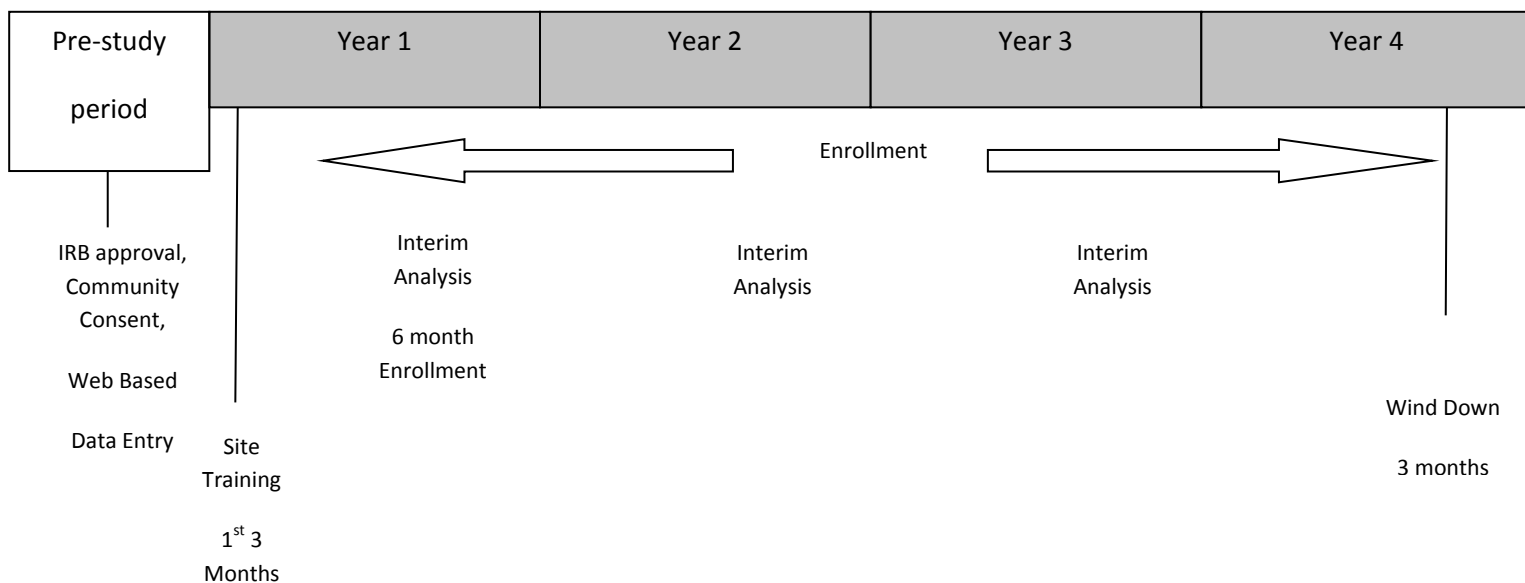 Pre-study
period
Year 1
Year 2
Year 3
Year 4
Enrollment
IRB approval,
Community
Consent,
Web Based
Data Entry
Site
Training
1st 3
Months
Interim
Analysis
6 month
Enrollment
Interim
Analysis
Interim
Analysis
Wind Down
3 months